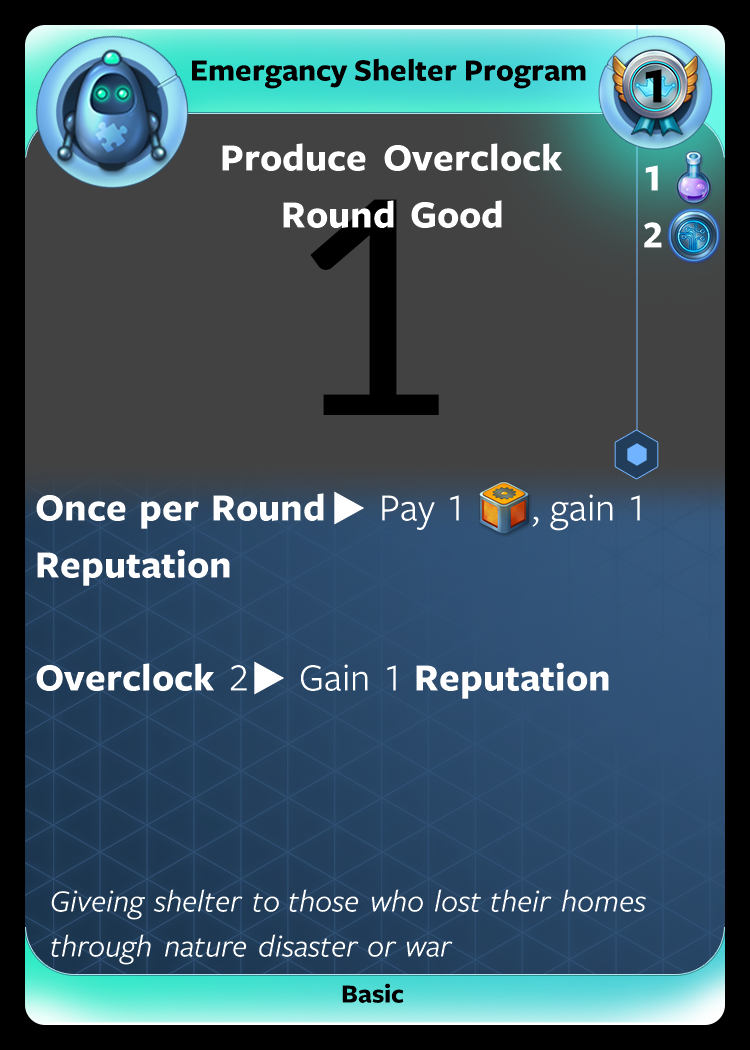 Emergancy Shelter Program
1
Produce Overclock
Round Good
1
2
1
Once per Round▶ Pay 1 , gain 1
Reputation
Overclock 2▶ Gain 1 Reputation
Giveing shelter to those who lost their homes
through nature disaster or war
Basic